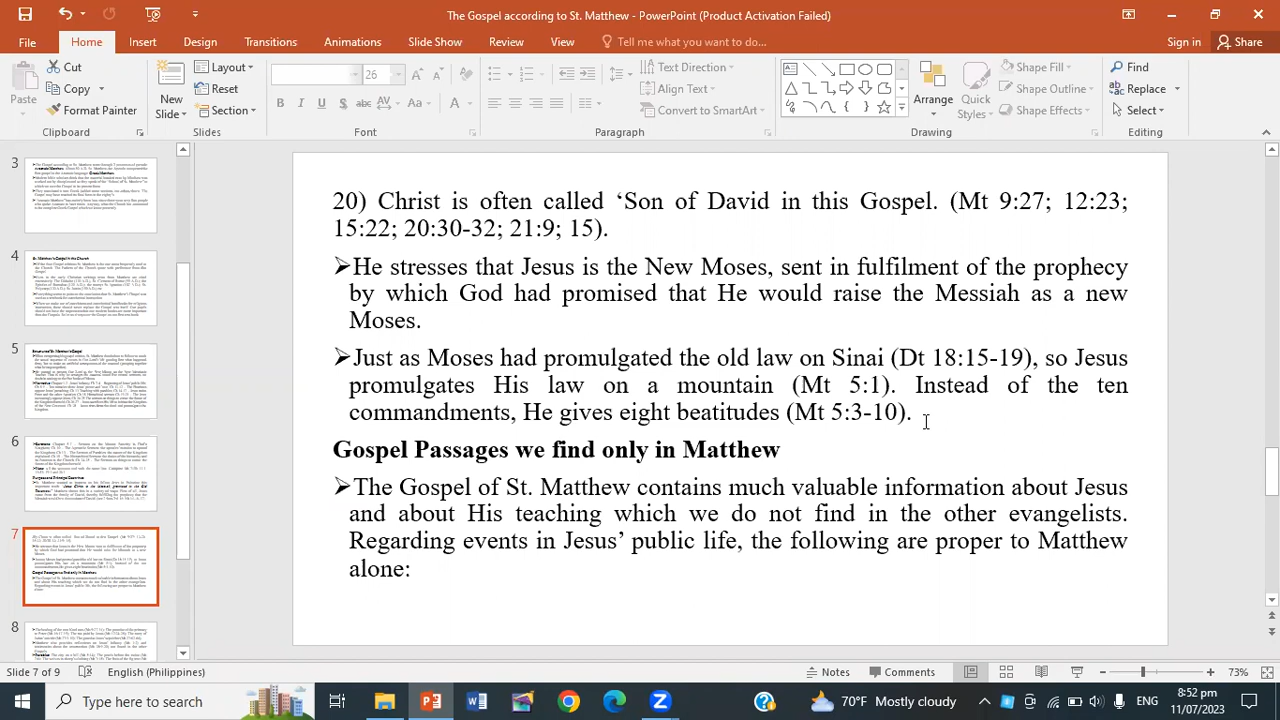 The Gospel according to St. Matthew - PowerPoint (Product Activation Failed)
File Home Insert Design Transitions Animations Slide Show Review View Tell me what you want to do... Sign in Share
Paste Cut Copy Format Painter Clipboard
New Slide Layout Reset Section Slides
26 Font
Text Direction Align Text Convert to SmartArt Paragraph
Arrange Quick Styles Shape Fill Shape Outline Shape Effects Drawing
Find Replace Select Editing
3
4
5
6
7
8
20) Christ is often called ‘Son of David in this Gospel. (Mt 9:27; 12:23;
15:22; 20:30-32; 21:9; 15).
➢He stresses that Jesus is the New Moses, sent in fulfilment of the prophecy
by which God had promised that He would raise the Messiah as a new
Moses.
➢Just as Moses had promulgated the old law on Sinai (Dt 18:15-19), so Jesus
promulgates His law on a mountain (Mt 5:1). Instead of the ten
commandments, He gives eight beatitudes (Mt 5:3-10).
Gospel Passages we find only in Matthew
➢The Gospel of St. Matthew contains much valuable information about Jesus
and about His teaching which we do not find in the other evangelists.
Regarding events in Jesus’ public life, the following are proper to Matthew
alone:
Slide 7 of 9 English (Philippines) Notes Comments 73%
Type here to search 70°F Mostly cloudy ENG 8:52 pm
11/07/2023